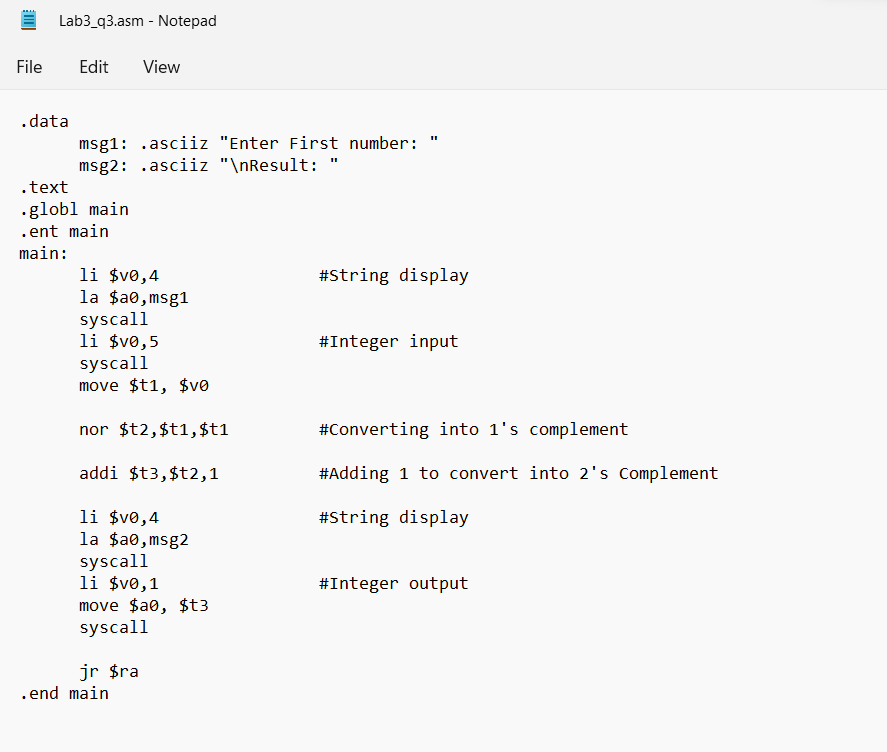 Lab3_q3.asm - Notepad
File Edit View
.data
msg1: .asciiz "Enter First number: "
msg2: .asciiz "\nResult: "
.text
.globl main
.ent main
main:
li $v0,4 #String display
la $a0,msg1
syscall
li $v0,5 #Integer input
syscall
move $t1, $v0
nor $t2,$t1,$t1 #Converting into 1's complement
addi $t3,$t2,1 #Adding 1 to convert into 2's Complement
li $v0,4 #String display
la $a0,msg2
syscall
li $v0,1 #Integer output
move $a0, $t3
syscall
jr $ra
.end main